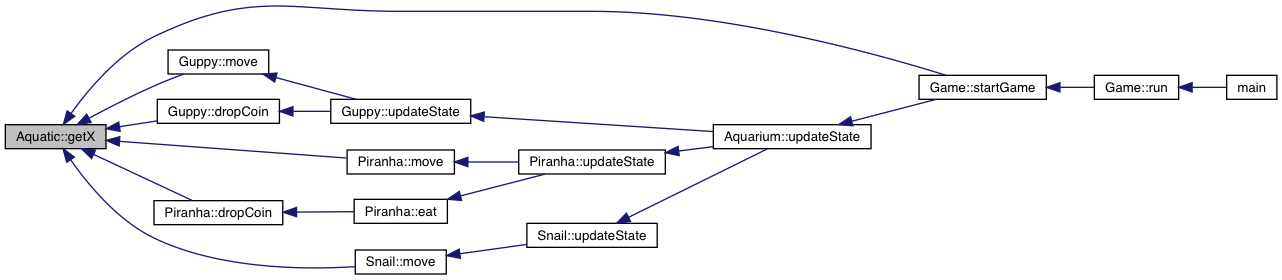 Aquatic::getX
Guppy::move
Guppy::dropCoin
Guppy::updateState
Piranha::move
Piranha::updateState
Piranha::dropCoin
Piranha::eat
Snail::move
Snail::updateState
Aquarium::updateState
Game::startGame
Game::run
main